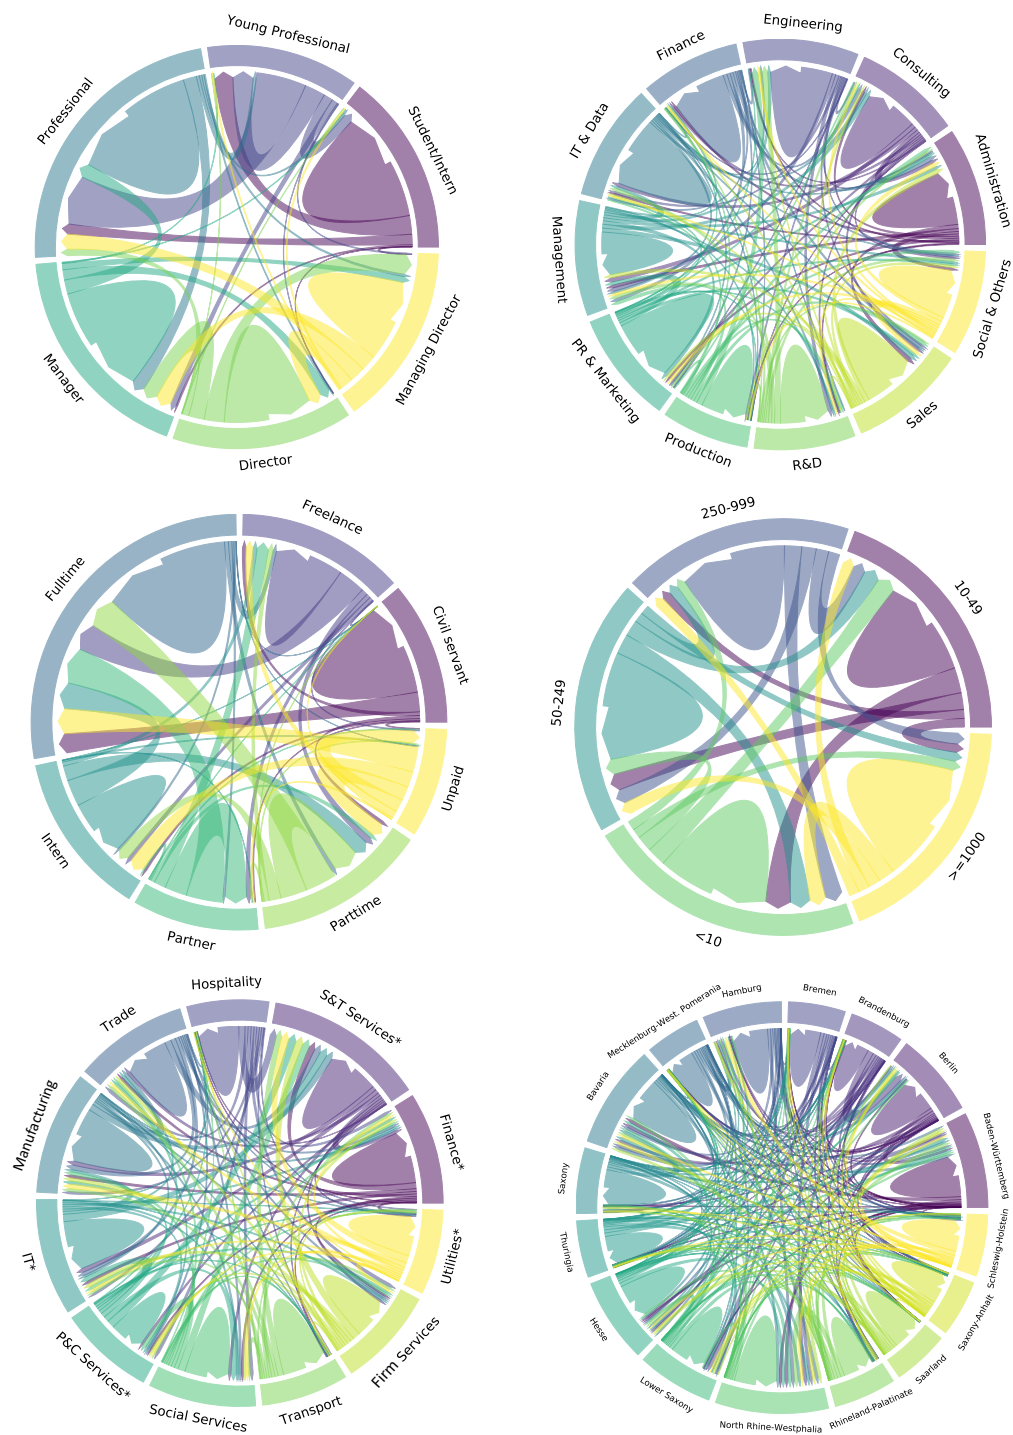 Young Professional
Professional
Student/Intern
Manager
Managing Director
Director
Engineering
Finance
Consulting
IT & Data
Administration
Management
Social & Others
PR & Marketing
Sales
Production
R&D
Freelance
Fulltime
Civil servant
Unpaid
Intern
Parttime
Partner
250-999
10-49
50-249
>=1000
<10
Hospitality
S&T Services*
Trade
Manufacturing
Finance*
IT*
Utilities*
P&C Services*
Firm Services
Social Services
Transport
Hamburg
Bremen
Mecklenburg-West. Pomerania
Brandenburg
Berlin
Bavaria
Baden-Württemberg
Saxony
Thuringia
Schleswig-Holstein
Hesse
Saxony-Anhalt
Saarland
Lower Saxony
Rhineland-Palatinate
North Rhine-Westphalia